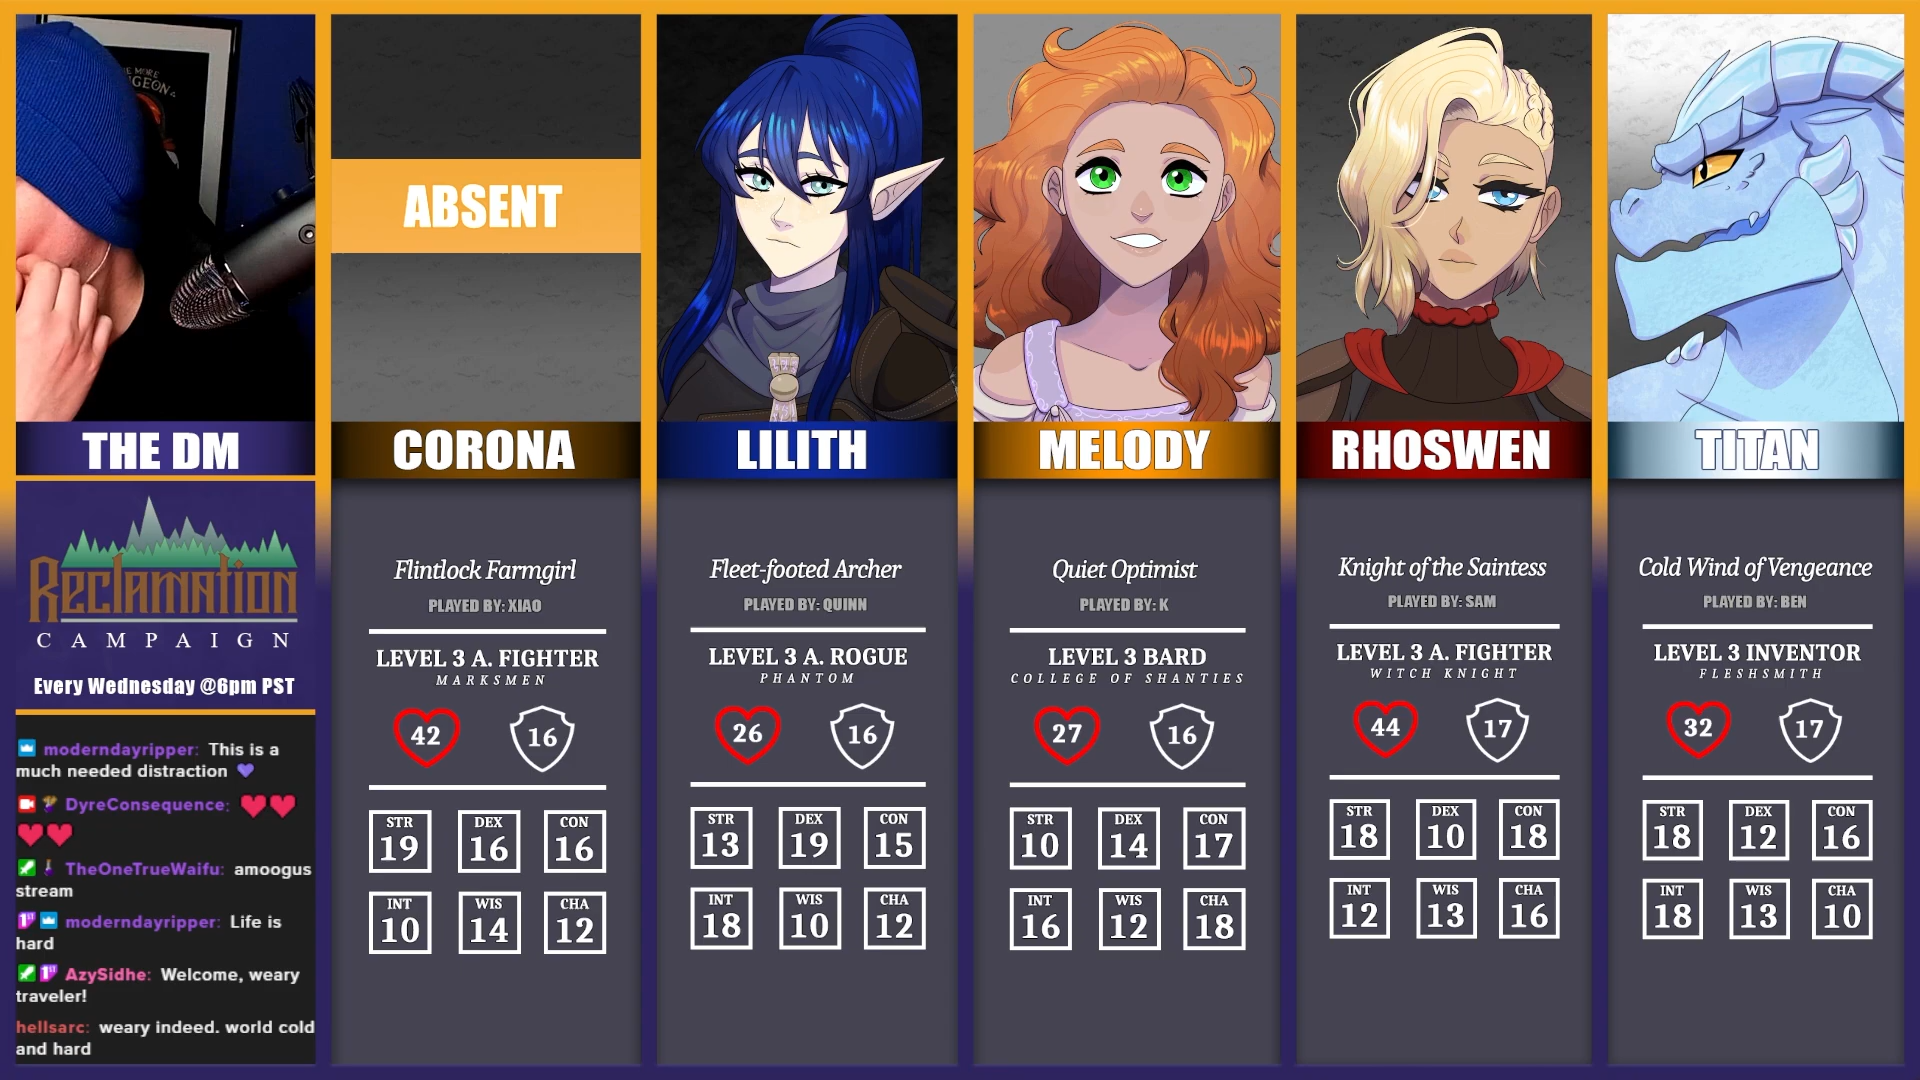 E MORE
NGEON
THE DM
Reclamation
CAMPAIGN
Every Wednesday @6pm PST
moderndayripper: This is a
much needed distraction
DyreConsequence:
TheOneTrueWaifu: amoogus
stream
moderndayripper: Life is
hard
AzySidhe: Welcome, weary
traveler!
hellsarc: weary indeed. world cold
and hard
ABSENT
CORONA
Flintlock Farmgirl
PLAYED BY: XIAO
LEVEL 3 A. FIGHTER
MARKSMEN
42 16
STR DEX CON
19 16 16
INT WIS CHA
10 14 12
LILITH
Fleet-footed Archer
PLAYED BY: QUINN
LEVEL 3 A. ROGUE
PHANTOM
26 16
STR DEX CON
13 19 15
INT WIS CHA
18 10 12
MELODY
Quiet Optimist
PLAYED BY: K
LEVEL 3 BARD
COLLEGE OF SHANTIES
27 16
STR DEX CON
10 14 17
INT WIS CHA
16 12 18
RHOSWEN
Knight of the Saintess
PLAYED BY: SAM
LEVEL 3 A. FIGHTER
WITCH KNIGHT
44 17
STR DEX CON
18 10 18
INT WIS CHA
12 13 16
TITAN
Cold Wind of Vengeance
PLAYED BY: BEN
LEVEL 3 INVENTOR
FLESHSMITH
32 17
STR DEX CON
18 12 16
INT WIS CHA
18 13 10